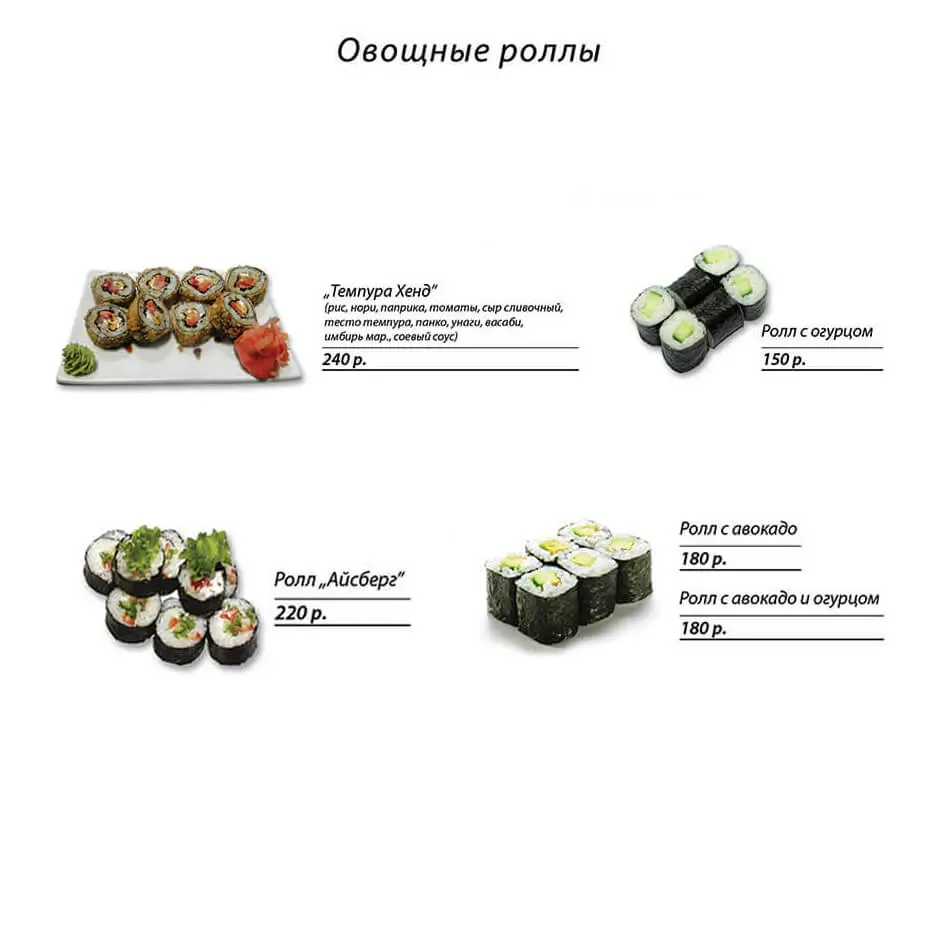 Овощные роллы
„Темпура Хенд”
(рис, нори, паприка, томаты, сыр сливочный,
тесто темпура, панко, унаги, васаби,
имбирь мар., соевый соус)
240 р.
Ролл с огурцом
150 р.
Ролл „Айсберг”
220 р.
Ролл с авокадо
180 р.
Ролл с авокадо и огурцом
180 р.